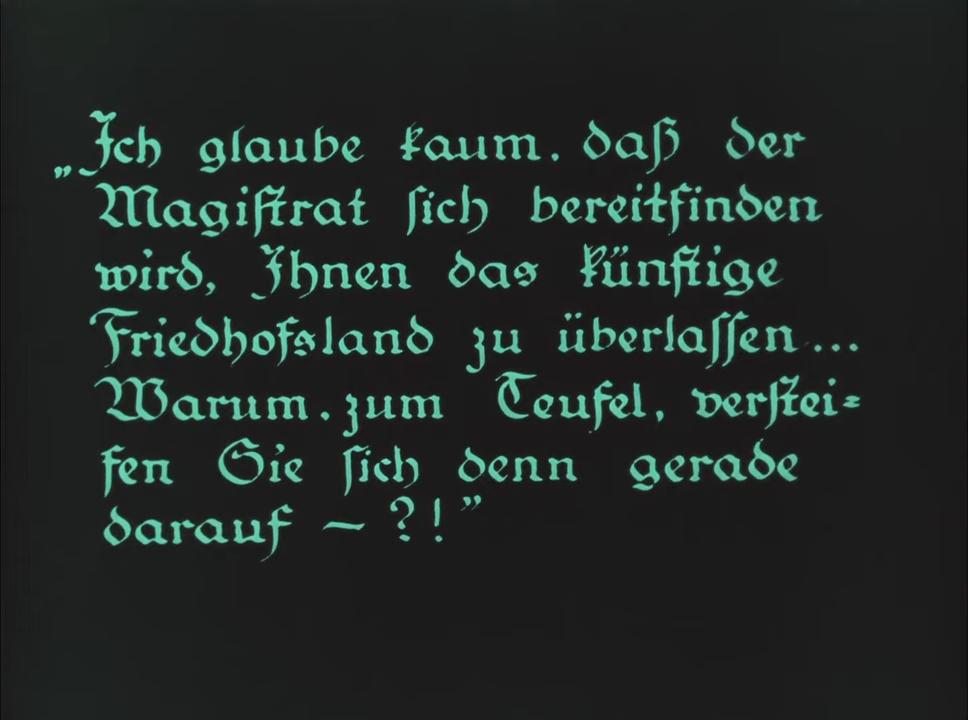 „Ich glaube kaum. daß der
Magiſtrat ſich bereitfinden
wird, Ihnen das künftige
Friedhofsland zu überlaſſen...
Warum. zum Teufel, verſtei=
fen Sie ſich denn gerade
darauf — ?!”